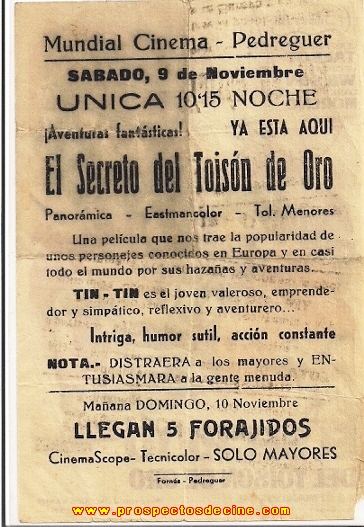 Mundial Cinema - Pedreguer
SABADO, 9 de Noviembre
UNICA 10'15 NOCHE
¡Aventuras fantásticas! YA ESTA AQUI
El Secreto del Toisón de Oro
Panorámica - Eastmancolor - Tol. Menores
Una película que nos trae la popularidad de
unos personejes conocidos en Europa y en casi
todo el mundo por sus hazañas y aventuras...
TIN - TIN es el joven valeroso, emprende-
dor y simpático, reflexivo y aventurero...
Intriga, humor sutil, acción constante
NOTA.- DISTRAERA a los mayores y EN-
TUSIASMARA a la gente menuda.
Mañana DOMINGO, 10 Noviembre
LLEGAN 5 FORAJIDOS
CinemaScope- Tecnicolor - SOLO MAYORES
Fornés - Pedreguer
www.prospectosdecine.com